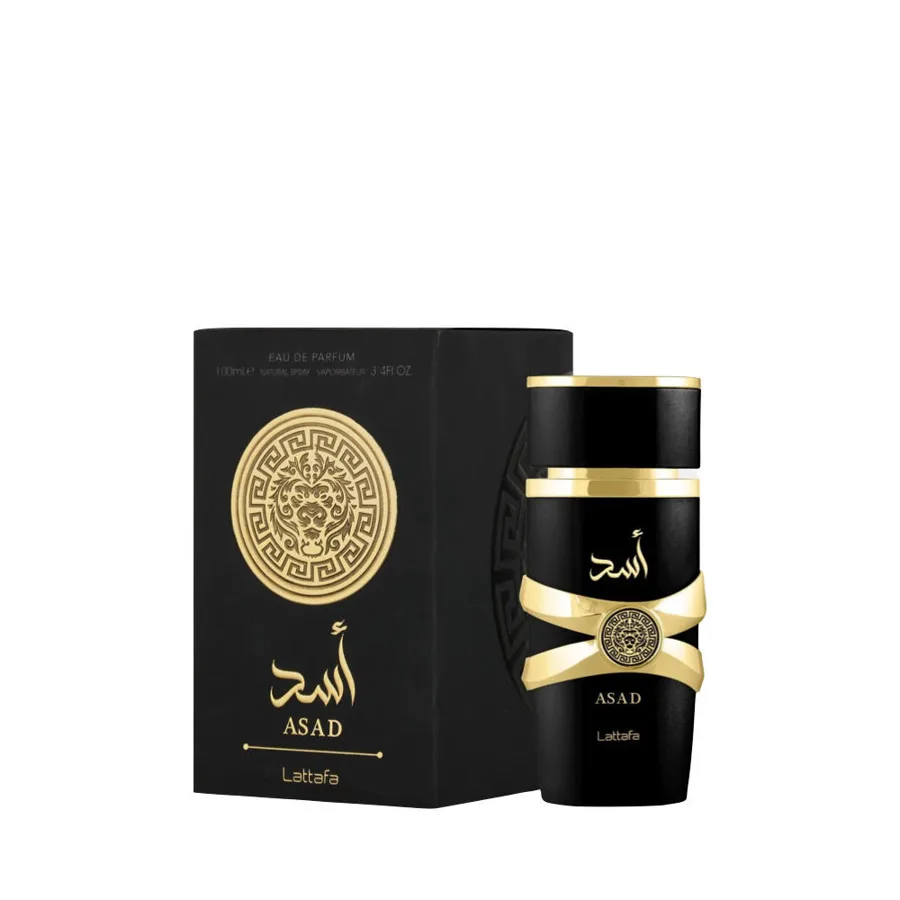 EAU DE PARFUM
100ml e NATURAL SPRAY - VAPORISATEUR 3.4FL.OZ.
أسد
ASAD
Lattafa
أسد
ASAD
Lattafa